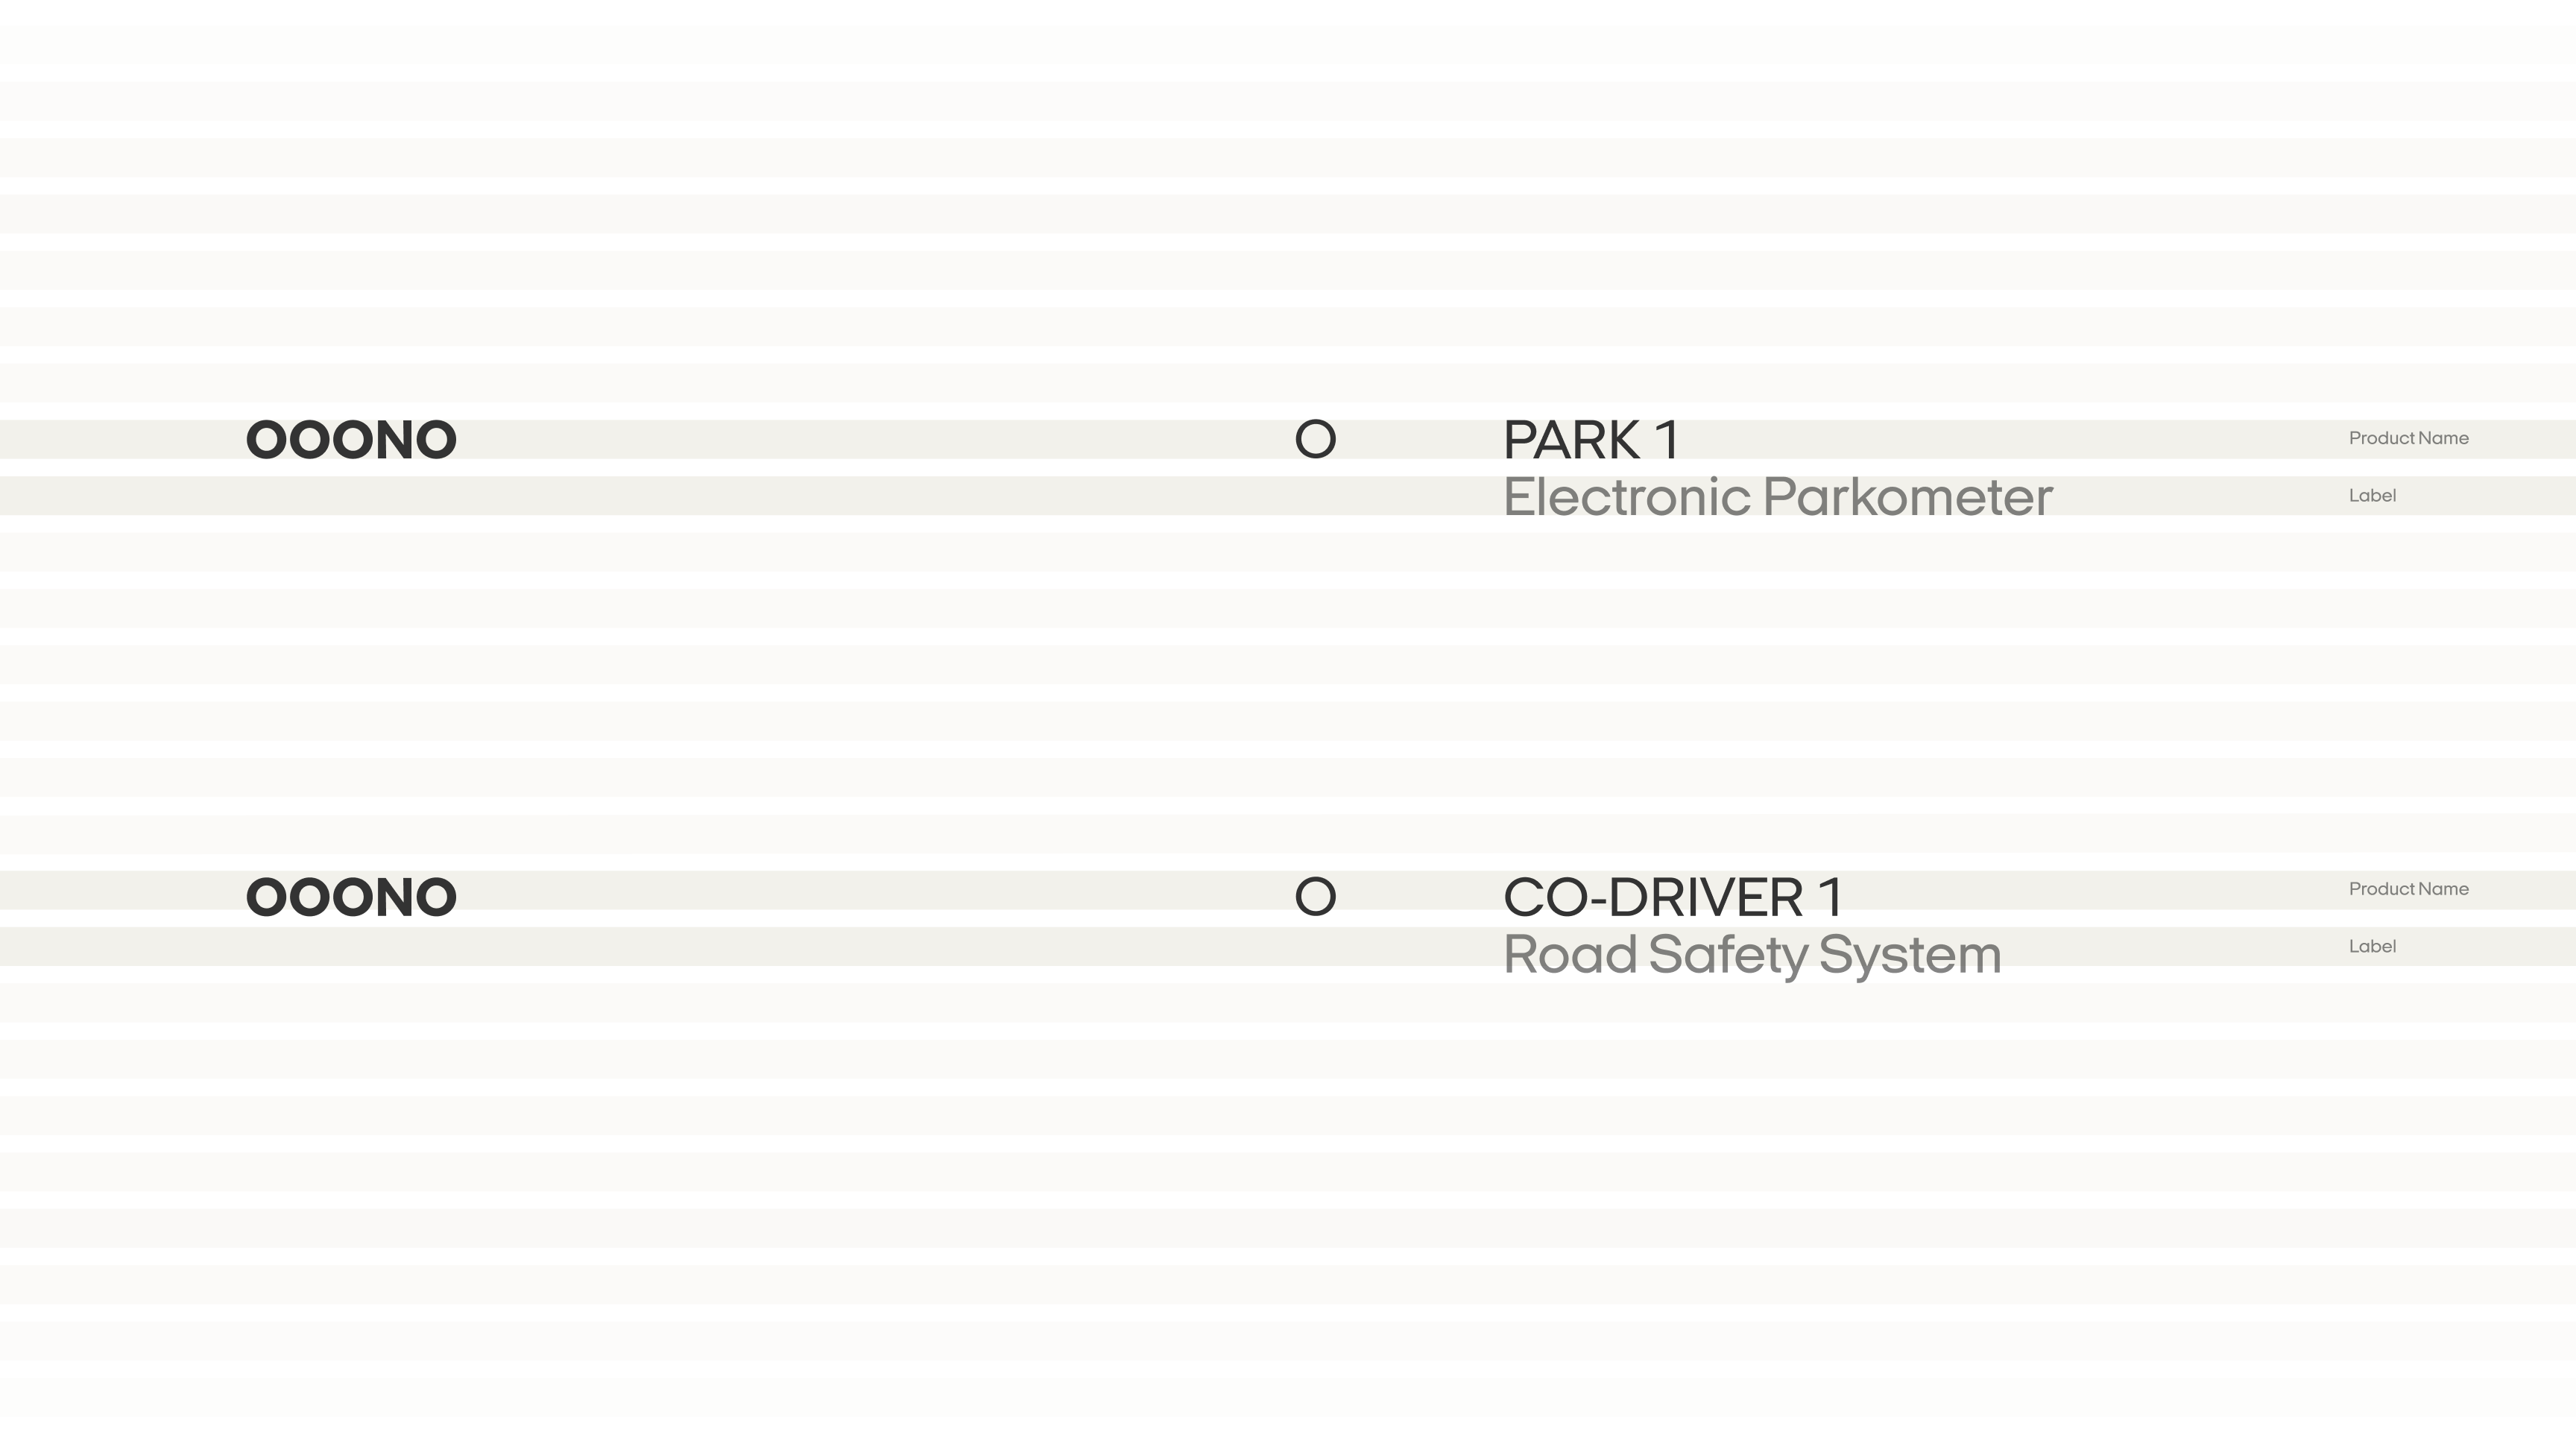 OOONO O PARK 1 Product Name
Electronic Parkometer Label
OOONO O CO-DRIVER 1 Product Name
Road Safety System Label